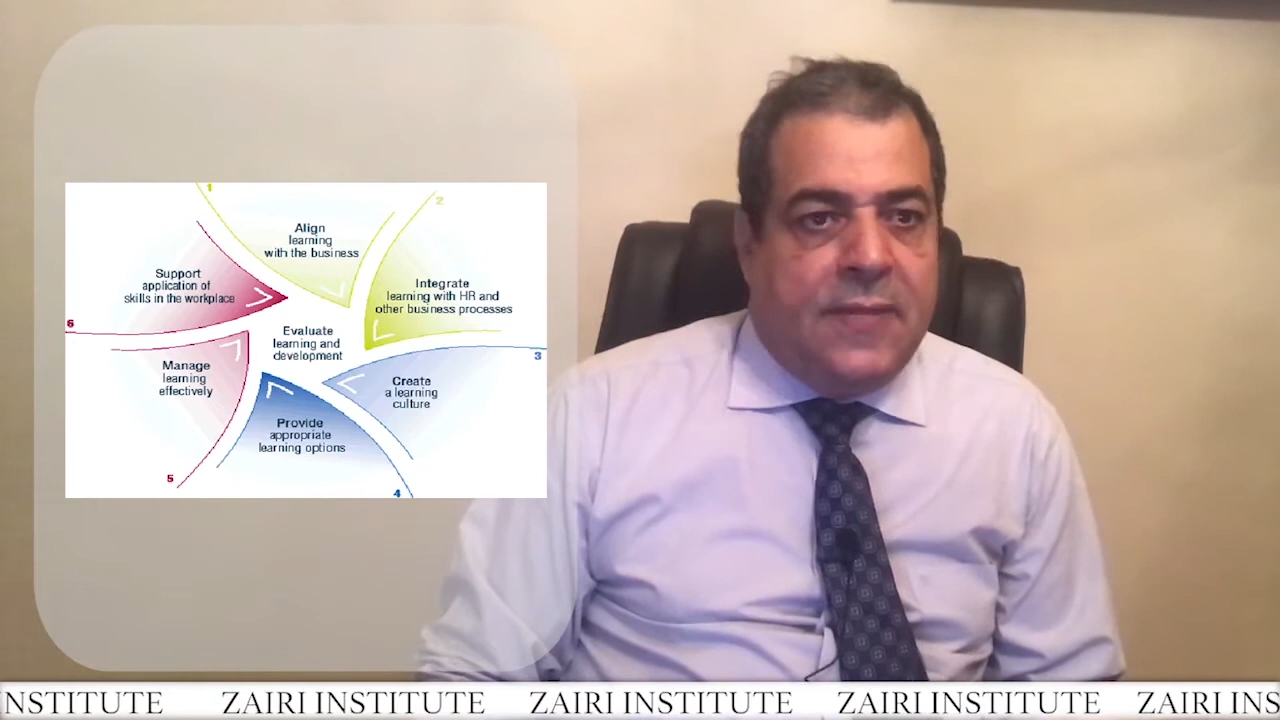 1
Align
learning
with the business
2
Integrate
learning with HR and
other business processes
3
Create
a learning
culture
4
Provide
appropriate
learning options
5
Manage
learning
effectively
6
Support
application of
skills in the workplace
Evaluate
learning and
development
NSTITUTE ZAIRI INSTITUTE ZAIRI INSTITUTE ZAIRI INSTITUTE ZAIRI INS